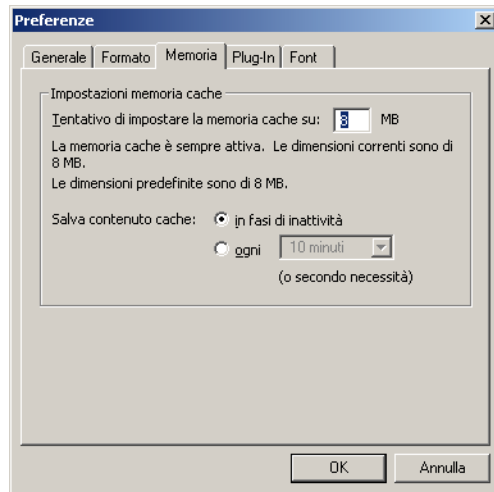 Preferenze
Generale Formato Memoria Plug-In Font
Impostazioni memoria cache
Tentativo di impostare la memoria cache su: 8 MB
La memoria cache è sempre attiva. Le dimensioni correnti sono di
8 MB.
Le dimensioni predefinite sono di 8 MB.
Salva contenuto cache: in fasi di inattività
ogni 10 minuti
(o secondo necessità)
OK Annulla